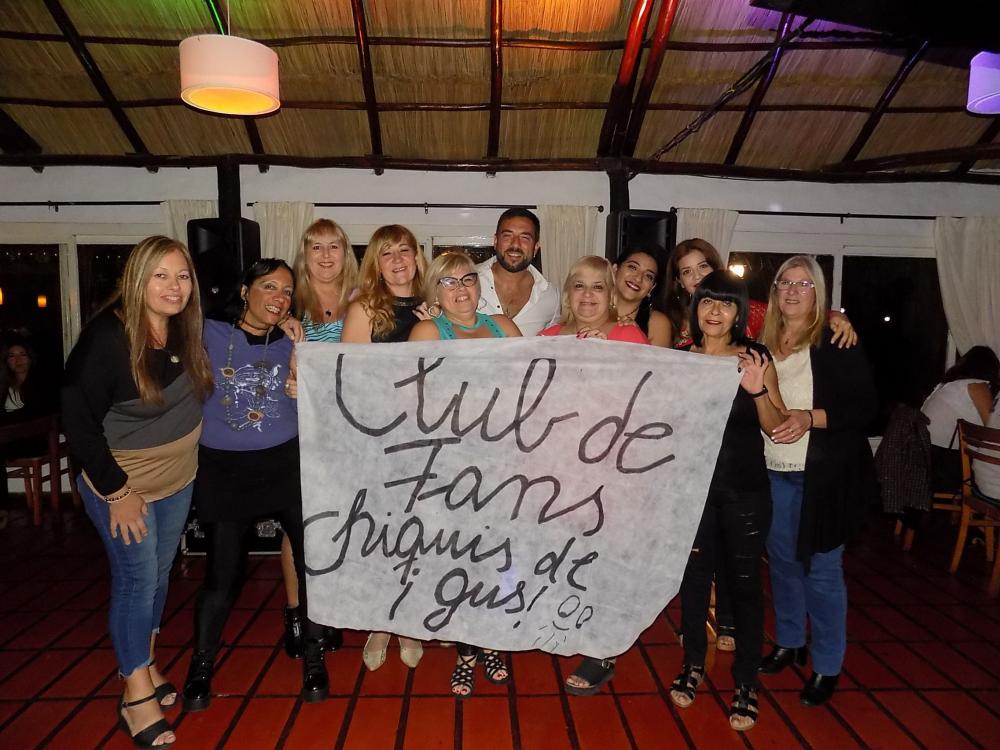 Club de
Fans
Chiquis de
¡gus!